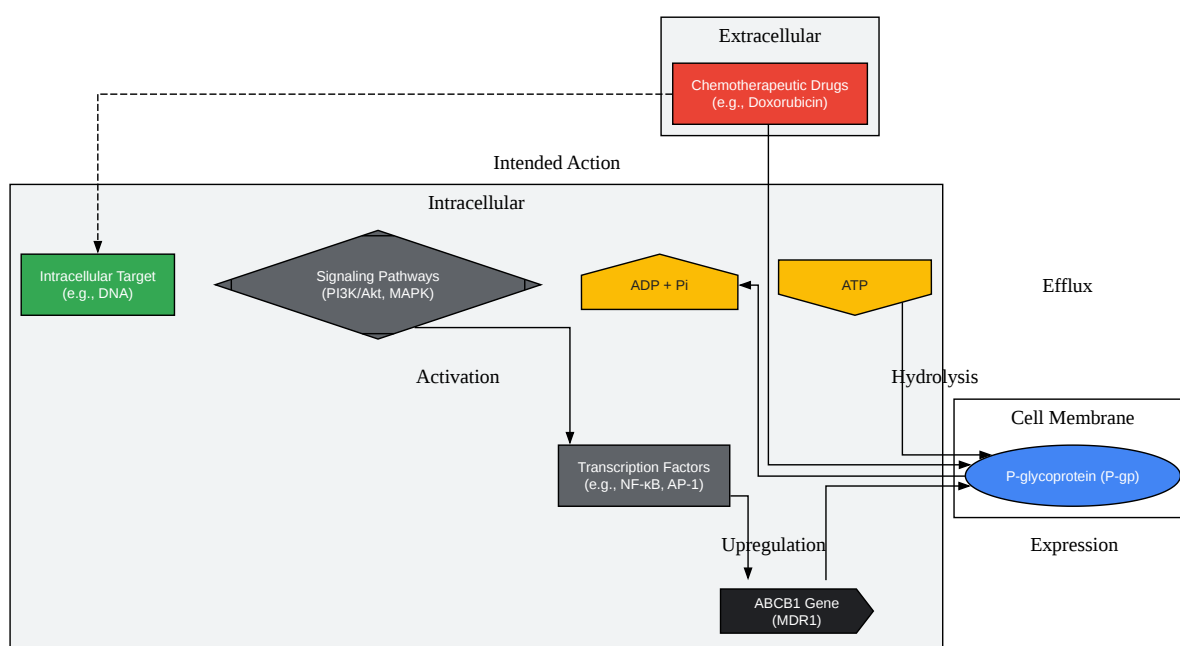 Extracellular
Chemotherapeutic Drugs
(e.g., Doxorubicin)
Intended Action
Intracellular
Intracellular Target
(e.g., DNA)
Signaling Pathways
(PI3K/Akt, MAPK)
ADP + Pi
ATP
Efflux
Activation
Hydrolysis
Cell Membrane
P-glycoprotein (P-gp)
Transcription Factors
(e.g., NF-κB, AP-1)
Upregulation
Expression
ABCB1 Gene
(MDR1)